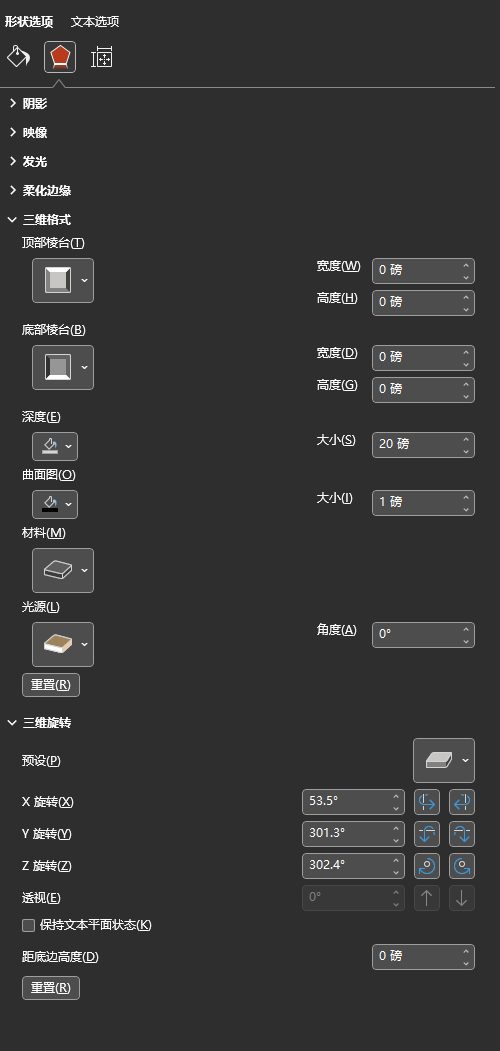 形状选项 文本选项
阴影
映像
发光
柔化边缘
三维格式
顶部棱台(T)
宽度(W) 0 磅
高度(H) 0 磅
底部棱台(B)
宽度(D) 0 磅
高度(G) 0 磅
深度(E)
大小(S) 20 磅
曲面图(O)
大小(I) 1 磅
材料(M)
光源(L)
角度(A) 0°
重置(R)
三维旋转
预设(P)
X 旋转(X) 53.5°
Y 旋转(Y) 301.3°
Z 旋转(Z) 302.4°
透视(E) 0°
保持文本平面状态(K)
距底边高度(D) 0 磅
重置(R)